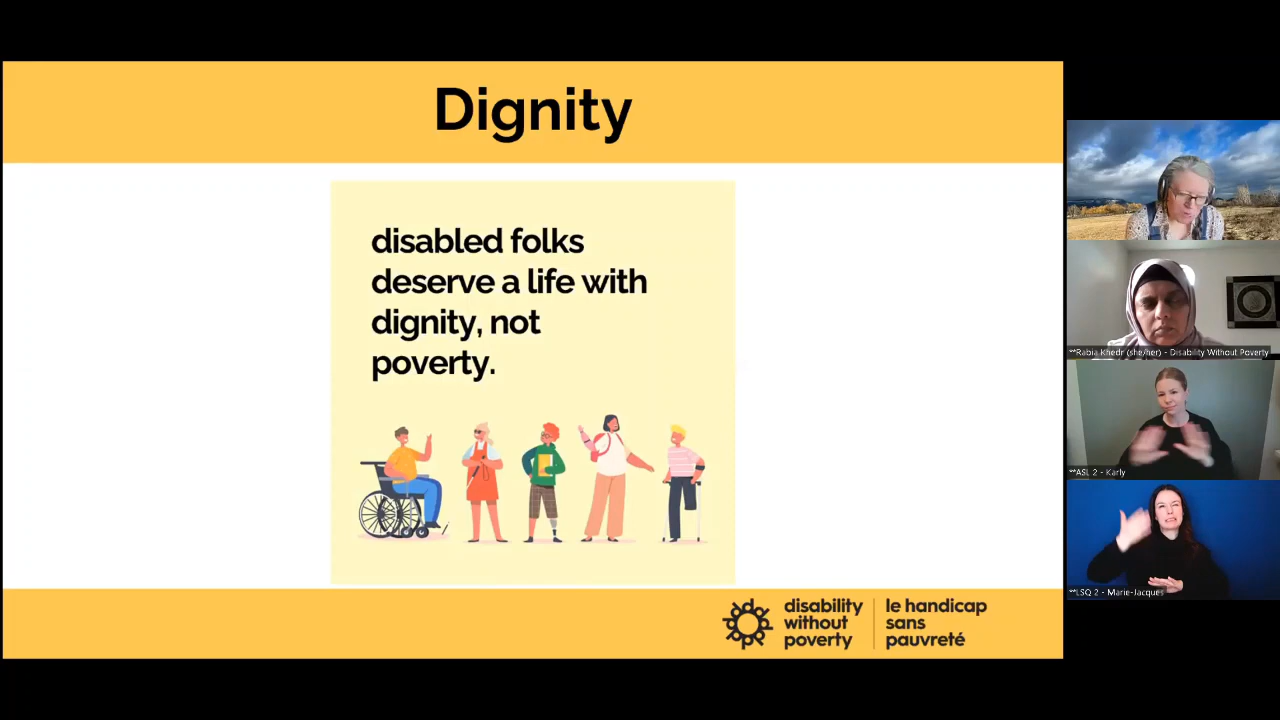 Dignity
disabled folks
deserve a life with
dignity, not
poverty.
disability
without
poverty
le handicap
sans
pauvreté
**Rabia Khedr (she/her) - Disability Without Poverty
**ASL 2 - Karly
**LSQ 2 - Marie-Jacques